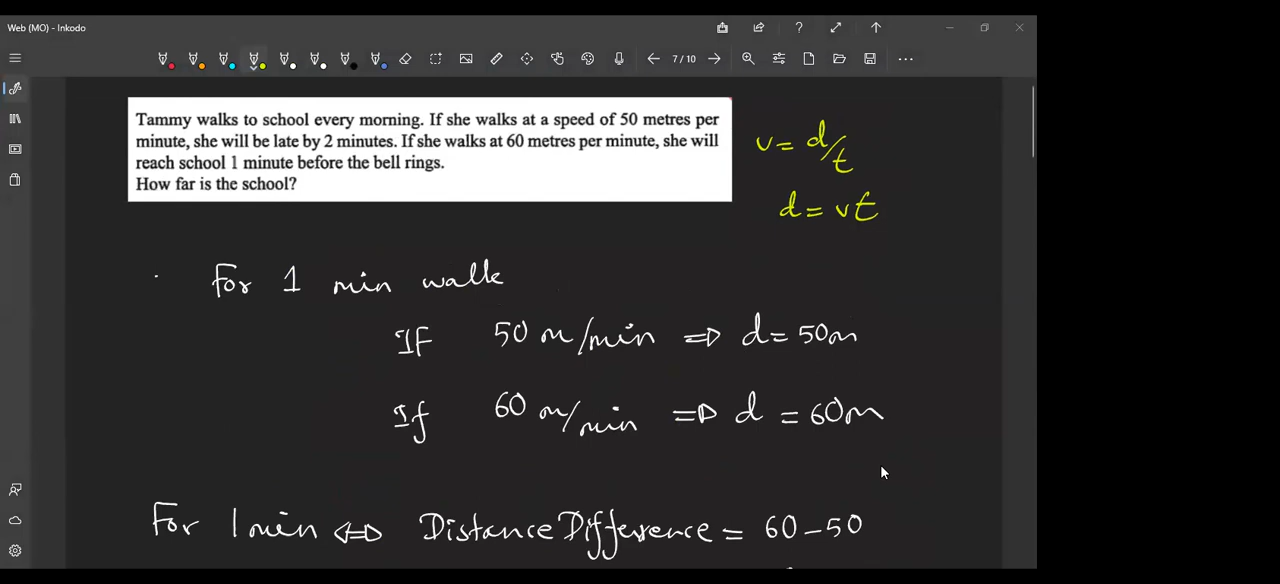 Web (MO) - Inkodo
7 / 10
Tammy walks to school every morning. If she walks at a speed of 50 metres per
minute, she will be late by 2 minutes. If she walks at 60 metres per minute, she will
reach school 1 minute before the bell rings.
How far is the school?
v = d/t
d = vt
For 1 min walk
If 50 m/min => d = 50m
If 60 m/min => d = 60m
For 1 min <=> Distance Difference = 60 - 50